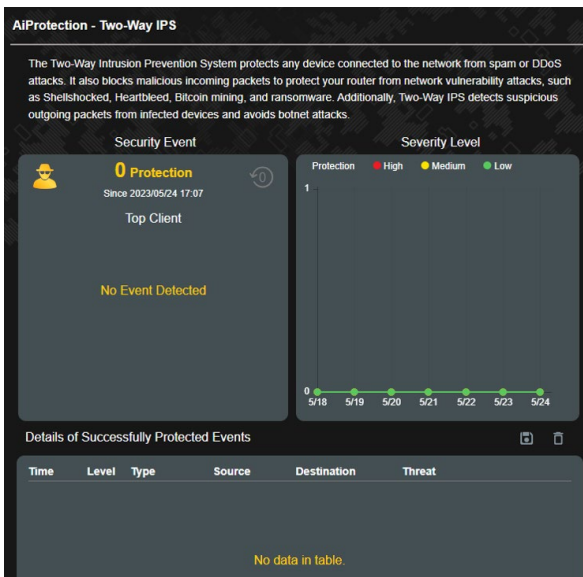 AiProtection - Two-Way IPS
The Two-Way Intrusion Prevention System protects any device connected to the network from spam or DDoS
attacks. It also blocks malicious incoming packets to protect your router from network vulnerability attacks, such
as Shellshocked, Heartbleed, Bitcoin mining, and ransomware. Additionally, Two-Way IPS detects suspicious
outgoing packets from infected devices and avoids botnet attacks.
Security Event
0 Protection
0
Since 2023/05/24 17:07
Top Client
No Event Detected
Severity Level
Protection High Medium Low
1
0
5/18 5/19 5/20 5/21 5/22 5/23 5/24
Details of Successfully Protected Events
Time Level Type Source Destination Threat
No data in table.